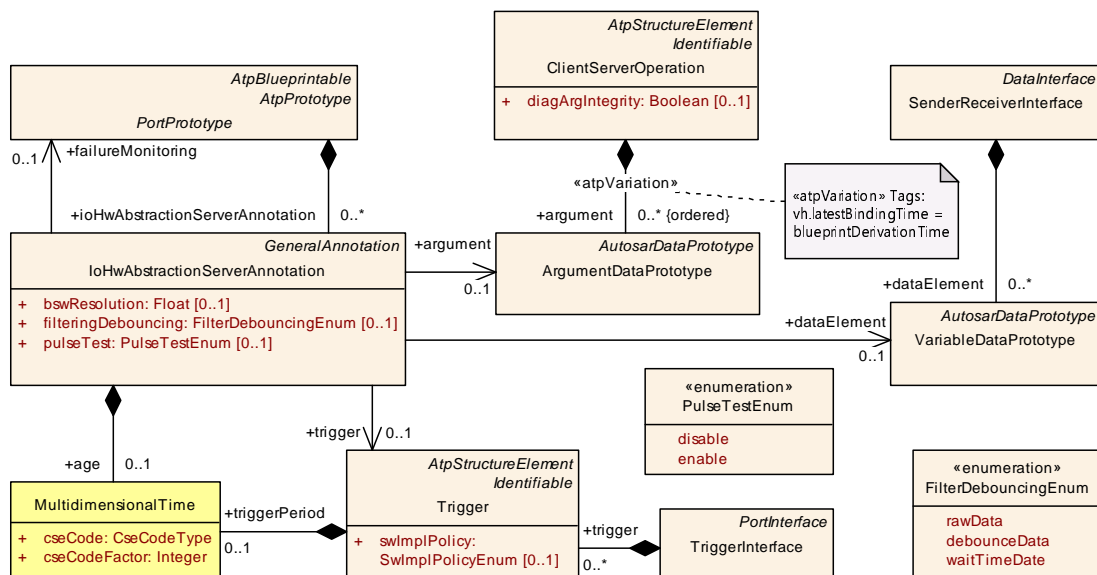 AtpStructureElement
Identifiable
ClientServerOperation
+ diagArgIntegrity: Boolean [0..1]
AtpBlueprintable
AtpPrototype
PortPrototype
DataInterface
SenderReceiverInterface
0..1
+failureMonitoring
«atpVariation»
«atpVariation» Tags:
vh.latestBindingTime =
blueprintDerivationTime
+ioHwAbstractionServerAnnotation
0..*
+argument
0..* {ordered}
GeneralAnnotation
IoHwAbstractionServerAnnotation
+ bswResolution: Float [0..1]
+ filteringDebouncing: FilterDebouncingEnum [0..1]
+ pulseTest: PulseTestEnum [0..1]
+argument
0..1
AutosarDataPrototype
ArgumentDataPrototype
+dataElement
0..*
+dataElement
0..1
AutosarDataPrototype
VariableDataPrototype
«enumeration»
PulseTestEnum
disable
enable
+trigger
0..1
+age
0..1
AtpStructureElement
Identifiable
Trigger
+ swImplPolicy:
SwImplPolicyEnum [0..1]
«enumeration»
FilterDebouncingEnum
rawData
debounceData
waitTimeDate
MultidimensionalTime
+ cseCode: CseCodeType
+ cseCodeFactor: Integer
+triggerPeriod
0..1
+trigger
0..*
PortInterface
TriggerInterface